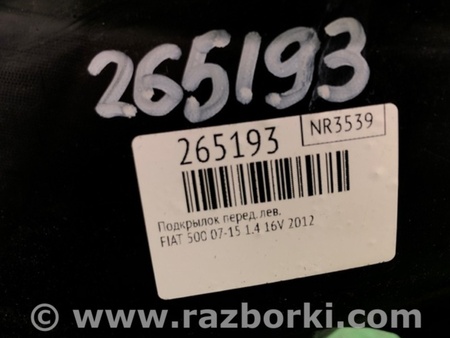 265193
265193
NR3539
Подкрылок перед. лев.
FIAT 500 07-15 1.4 16V 2012
© www.razborki.com